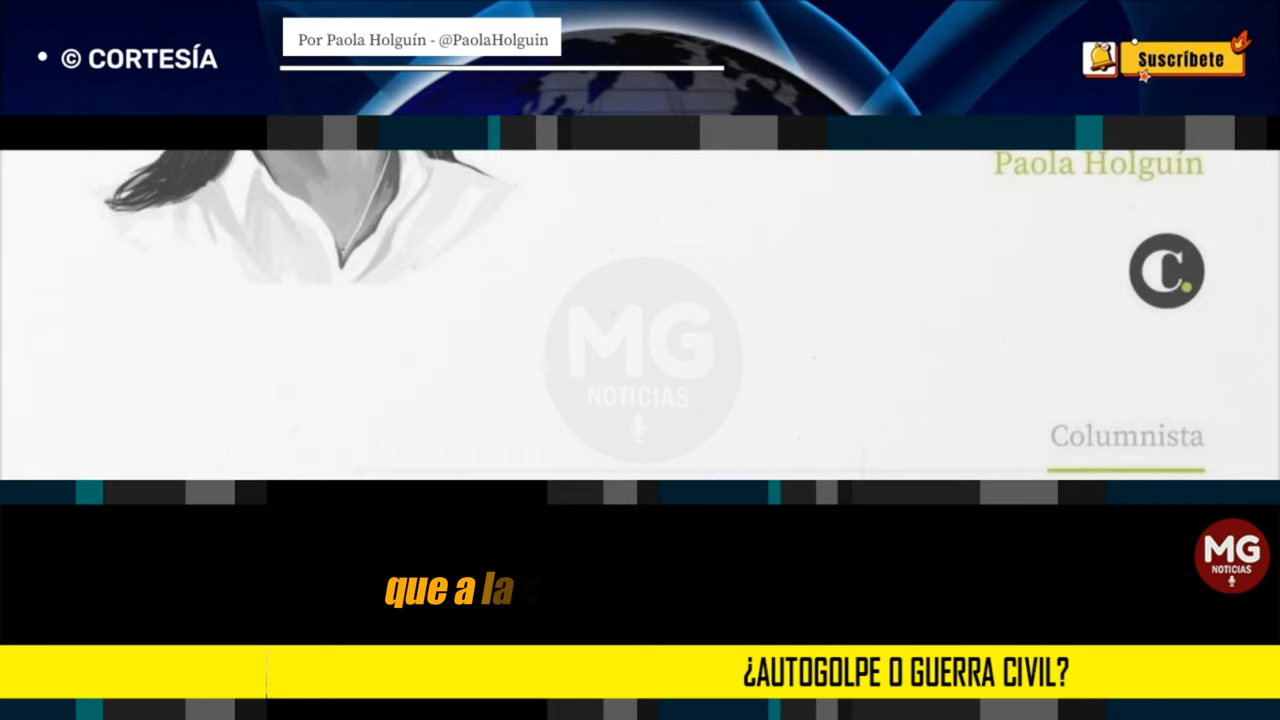 • © CORTESÍA
Por Paola Holguín - @PaolaHolguin
Suscríbete
Paola Holguín
C.
MG
NOTICIAS
Columnista
MG
NOTICIAS
que a la
¿AUTOGOLPE O GUERRA CIVIL?